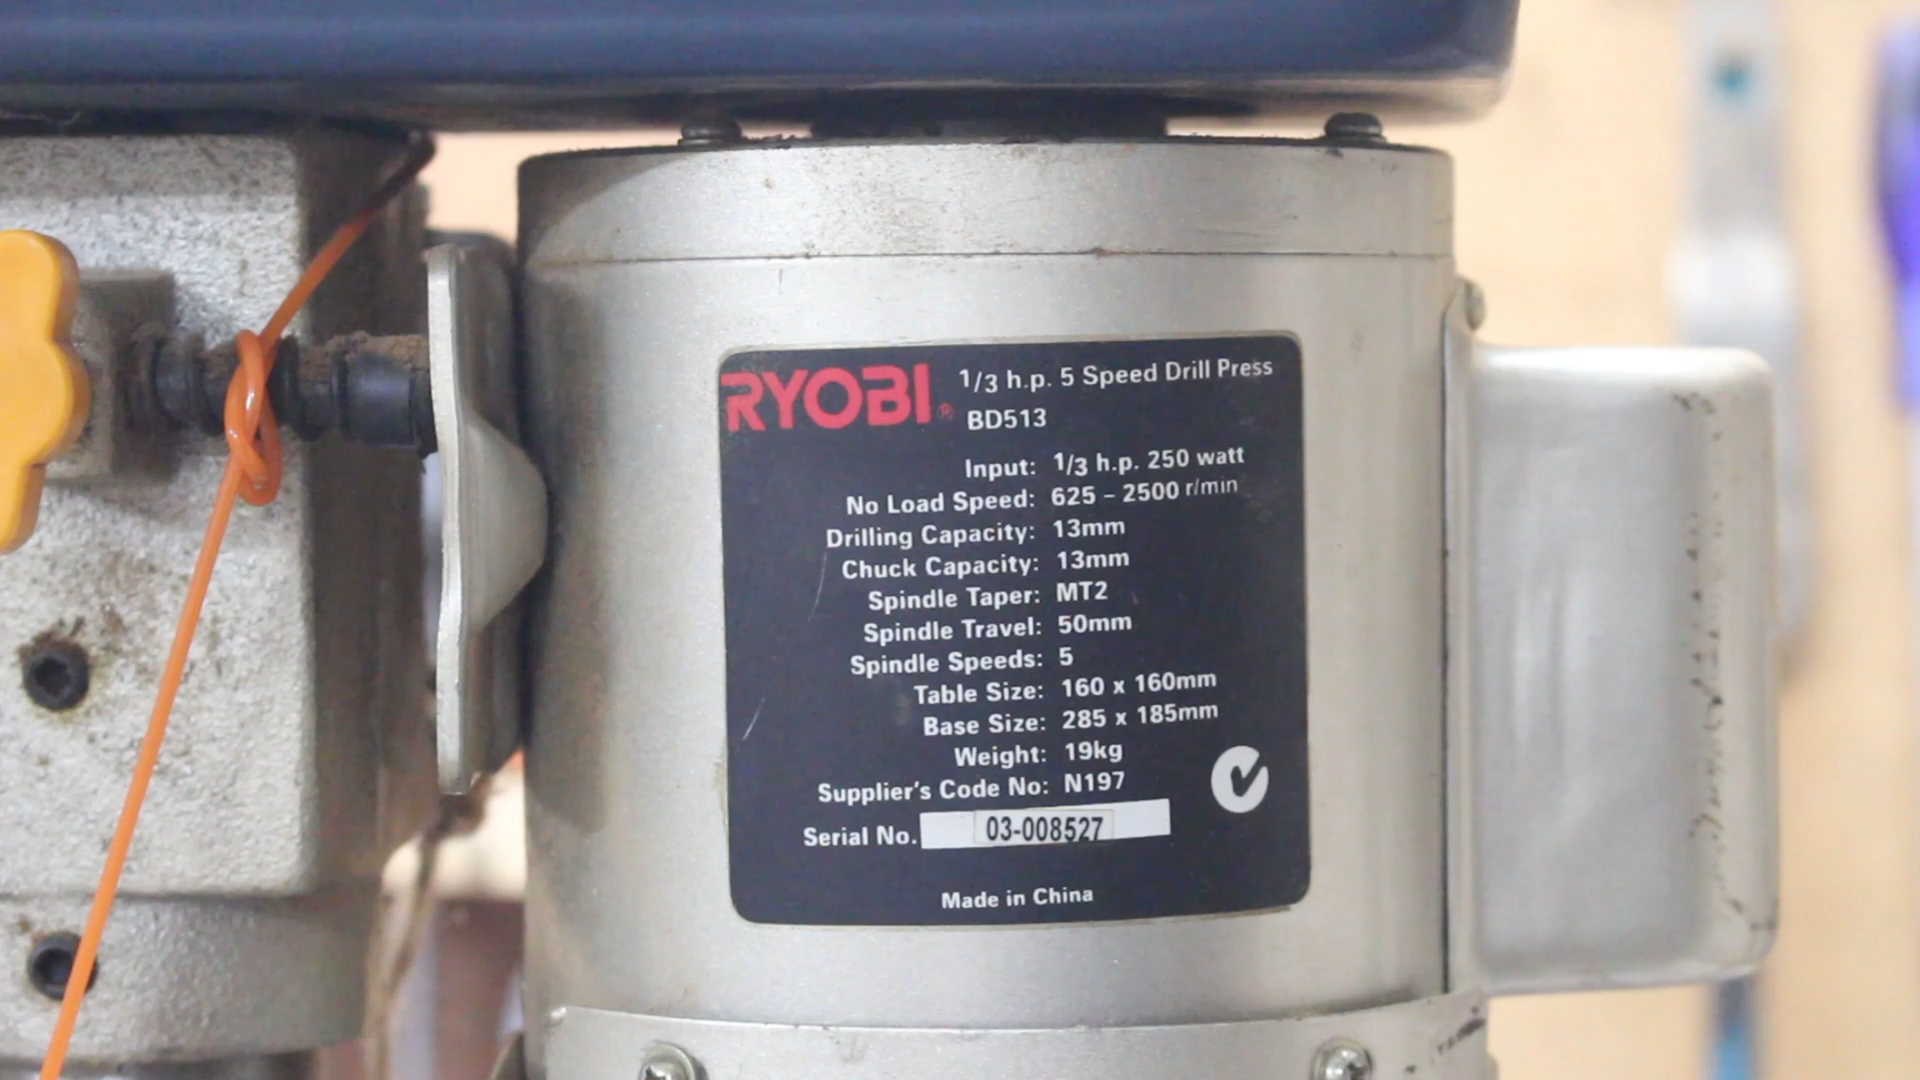 RYOBI® 1/3 h.p. 5 Speed Drill Press
BD513
Input: 1/3 h.p. 250 watt
No Load Speed: 625 – 2500 r/min
Drilling Capacity: 13mm
Chuck Capacity: 13mm
Spindle Taper: MT2
Spindle Travel: 50mm
Spindle Speeds: 5
Table Size: 160 x 160mm
Base Size: 285 x 185mm
Weight: 19kg
Supplier's Code No: N197
Serial No. 03-008527
Made in China